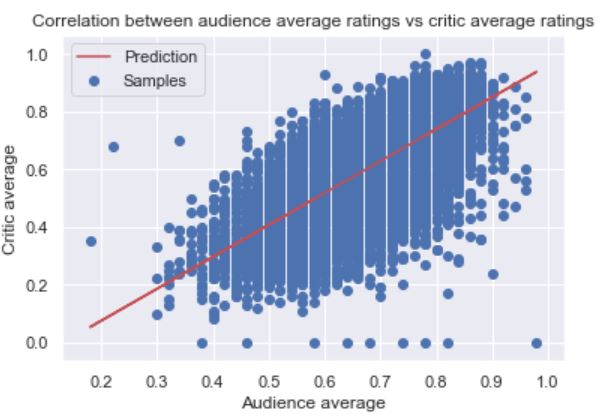 Correlation between audience average ratings vs critic average ratings
Prediction
Samples
1.0
0.8
0.6
0.4
0.2
0.0
Critic average
0.2 0.3 0.4 0.5 0.6 0.7 0.8 0.9 1.0
Audience average